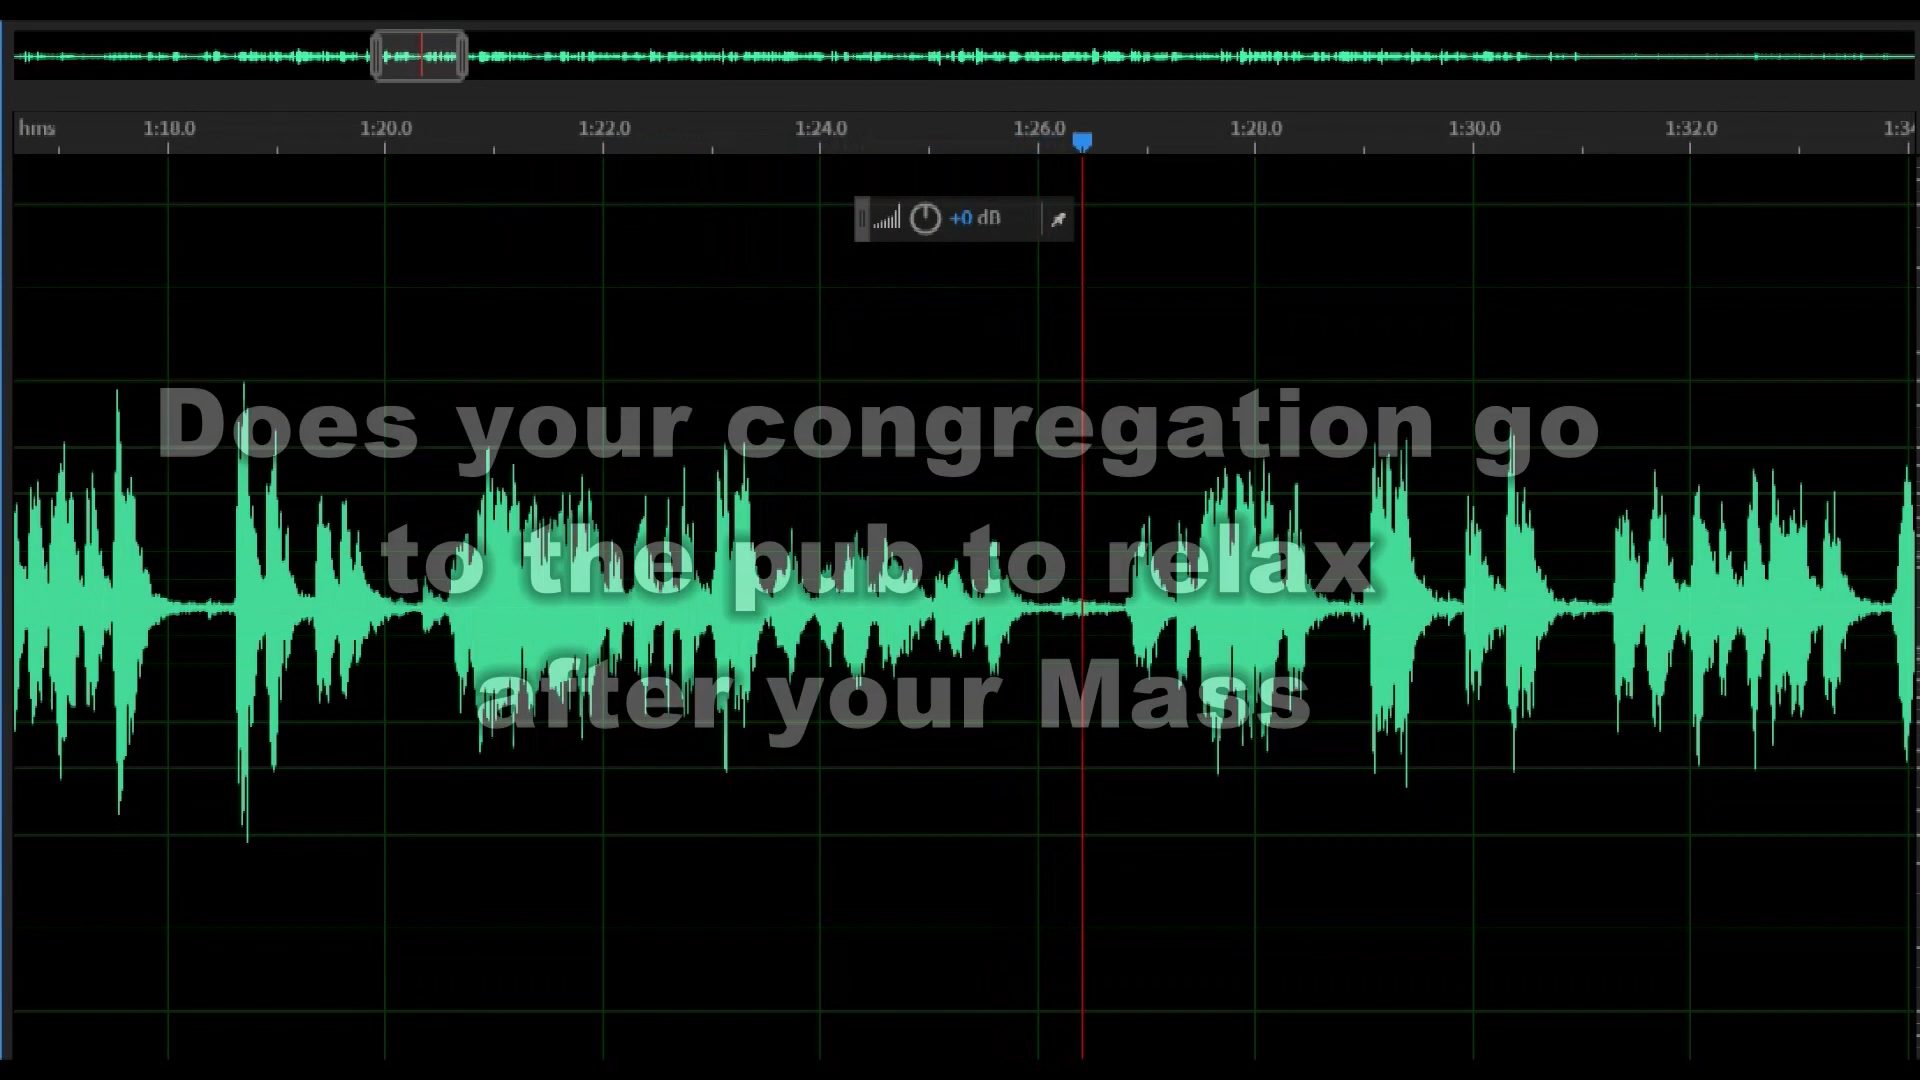 hms 1:18.0 1:20.0 1:22.0 1:24.0 1:26.0 1:28.0 1:30.0 1:32.0 1:34
+0 dB
Does your congregation go
to the pub to relax
after your Mass